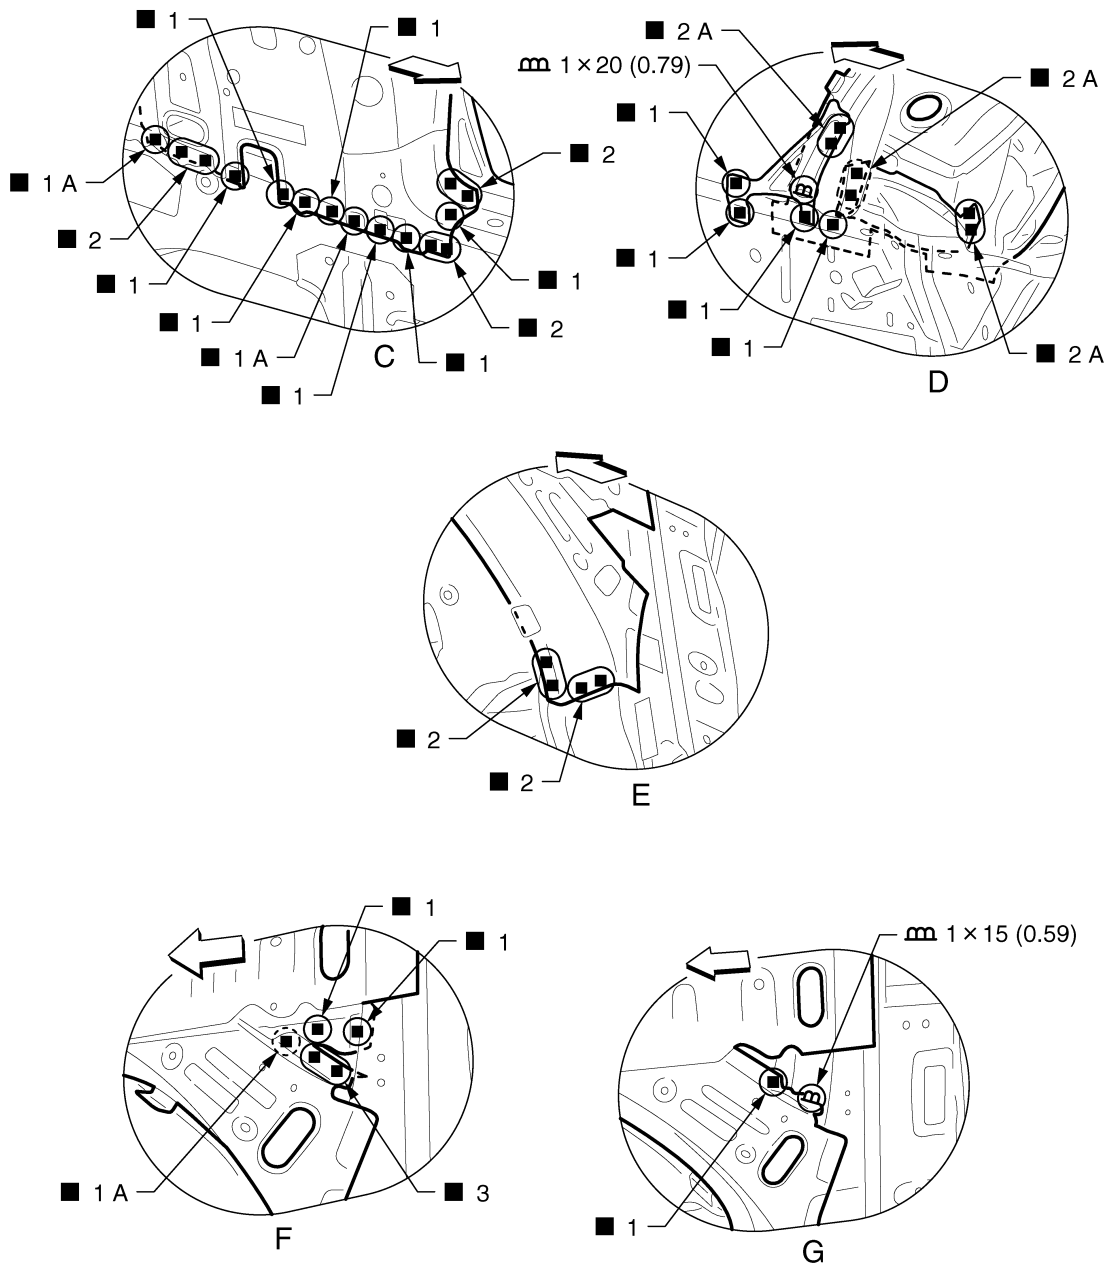 ■ 1
■ 1
■ 2
■ 1 A
■ 2
■ 1
■ 1
■ 1
■ 1 A
■ 2
■ 1
■ 1
C
■ 2 A
1 × 20 (0.79)
■ 2 A
■ 1
■ 1
■ 1
■ 1
■ 2 A
D
■ 2
■ 2
E
■ 1
■ 1
■ 1 A
■ 3
F
1 × 15 (0.59)
■ 1
G